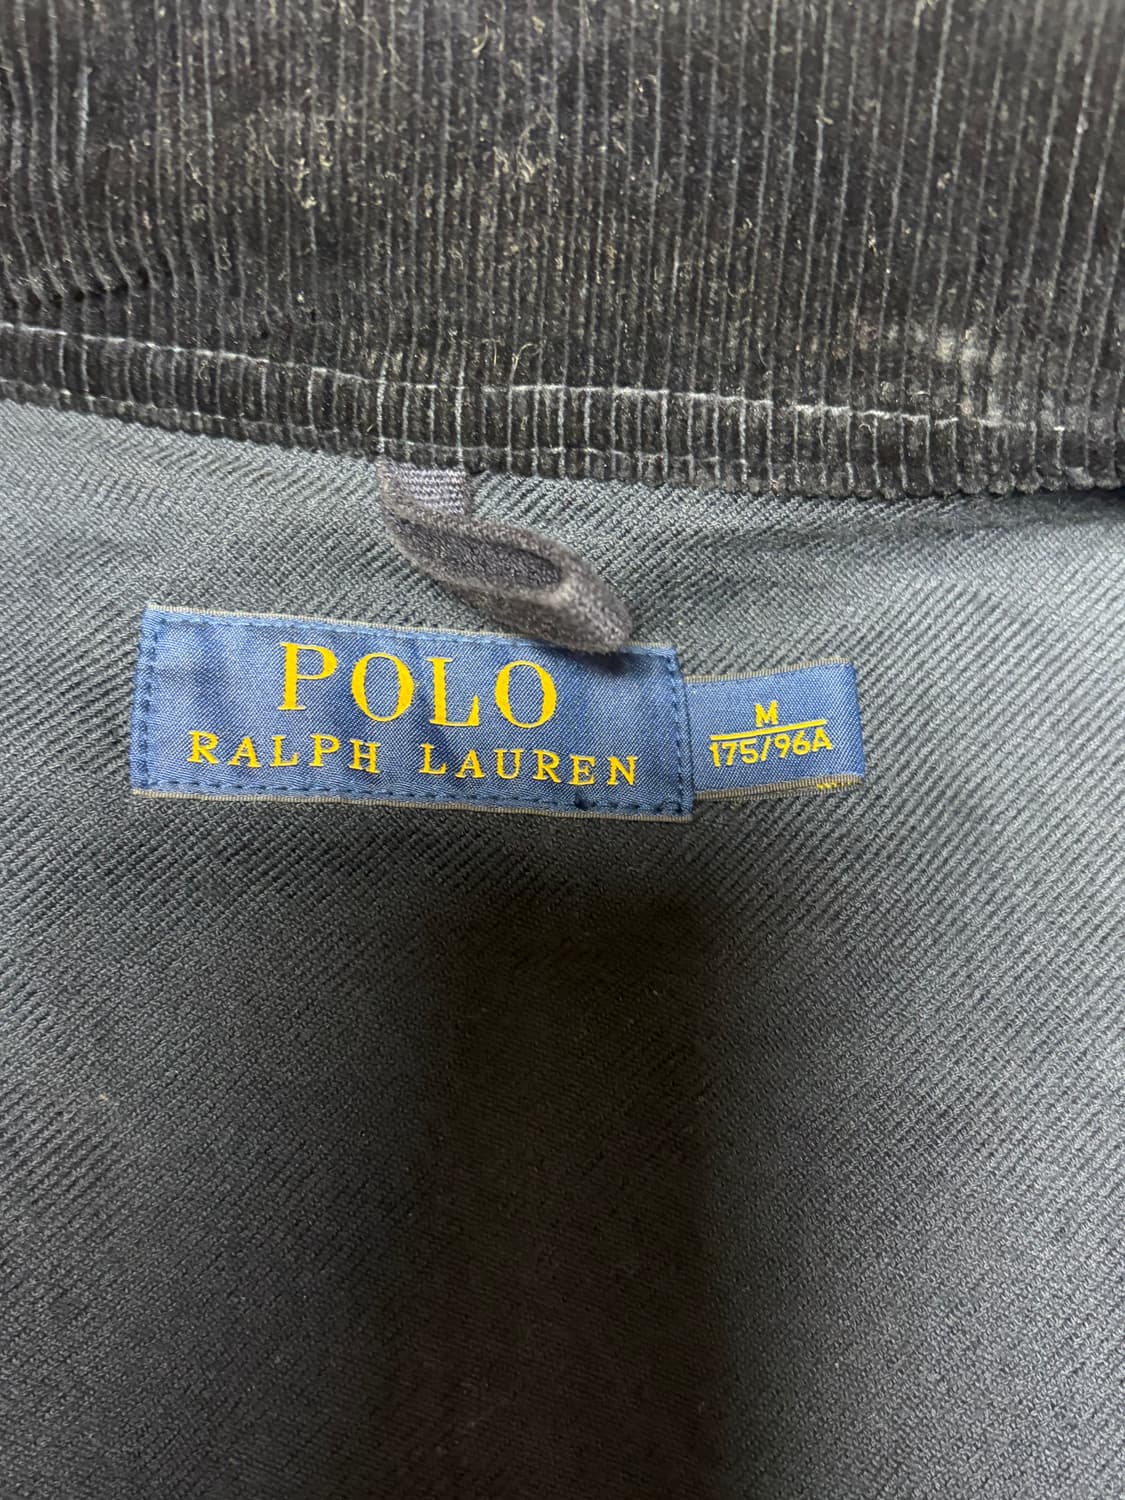 POLO
RALPH LAUREN
M
175/96A